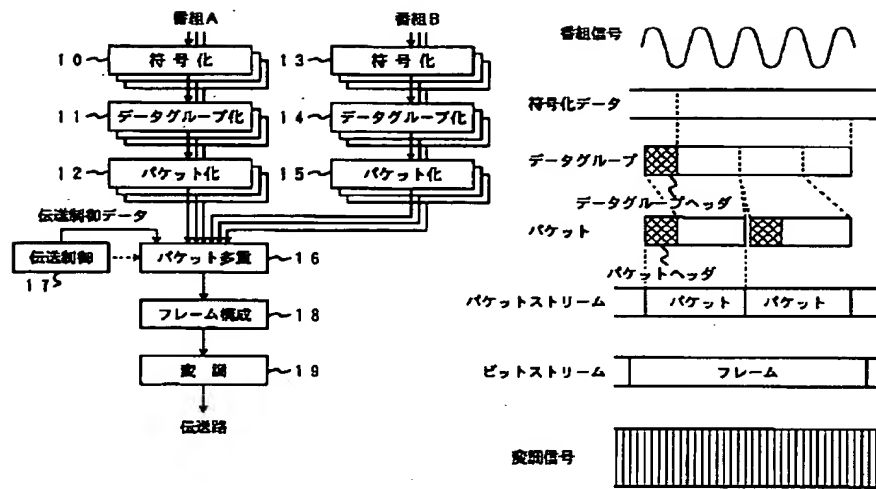 番組A
番組B
10
符号化
13
符号化
11
データグループ化
14
データグループ化
12
パケット化
15
パケット化
伝送制御データ
伝送制御
17
パケット多重
16
フレーム構成
18
変調
19
伝送路
番組信号
符号化データ
データグループ
データグループヘッダ
パケット
パケットヘッダ
パケットストリーム
パケット
パケット
ビットストリーム
フレーム
変調信号